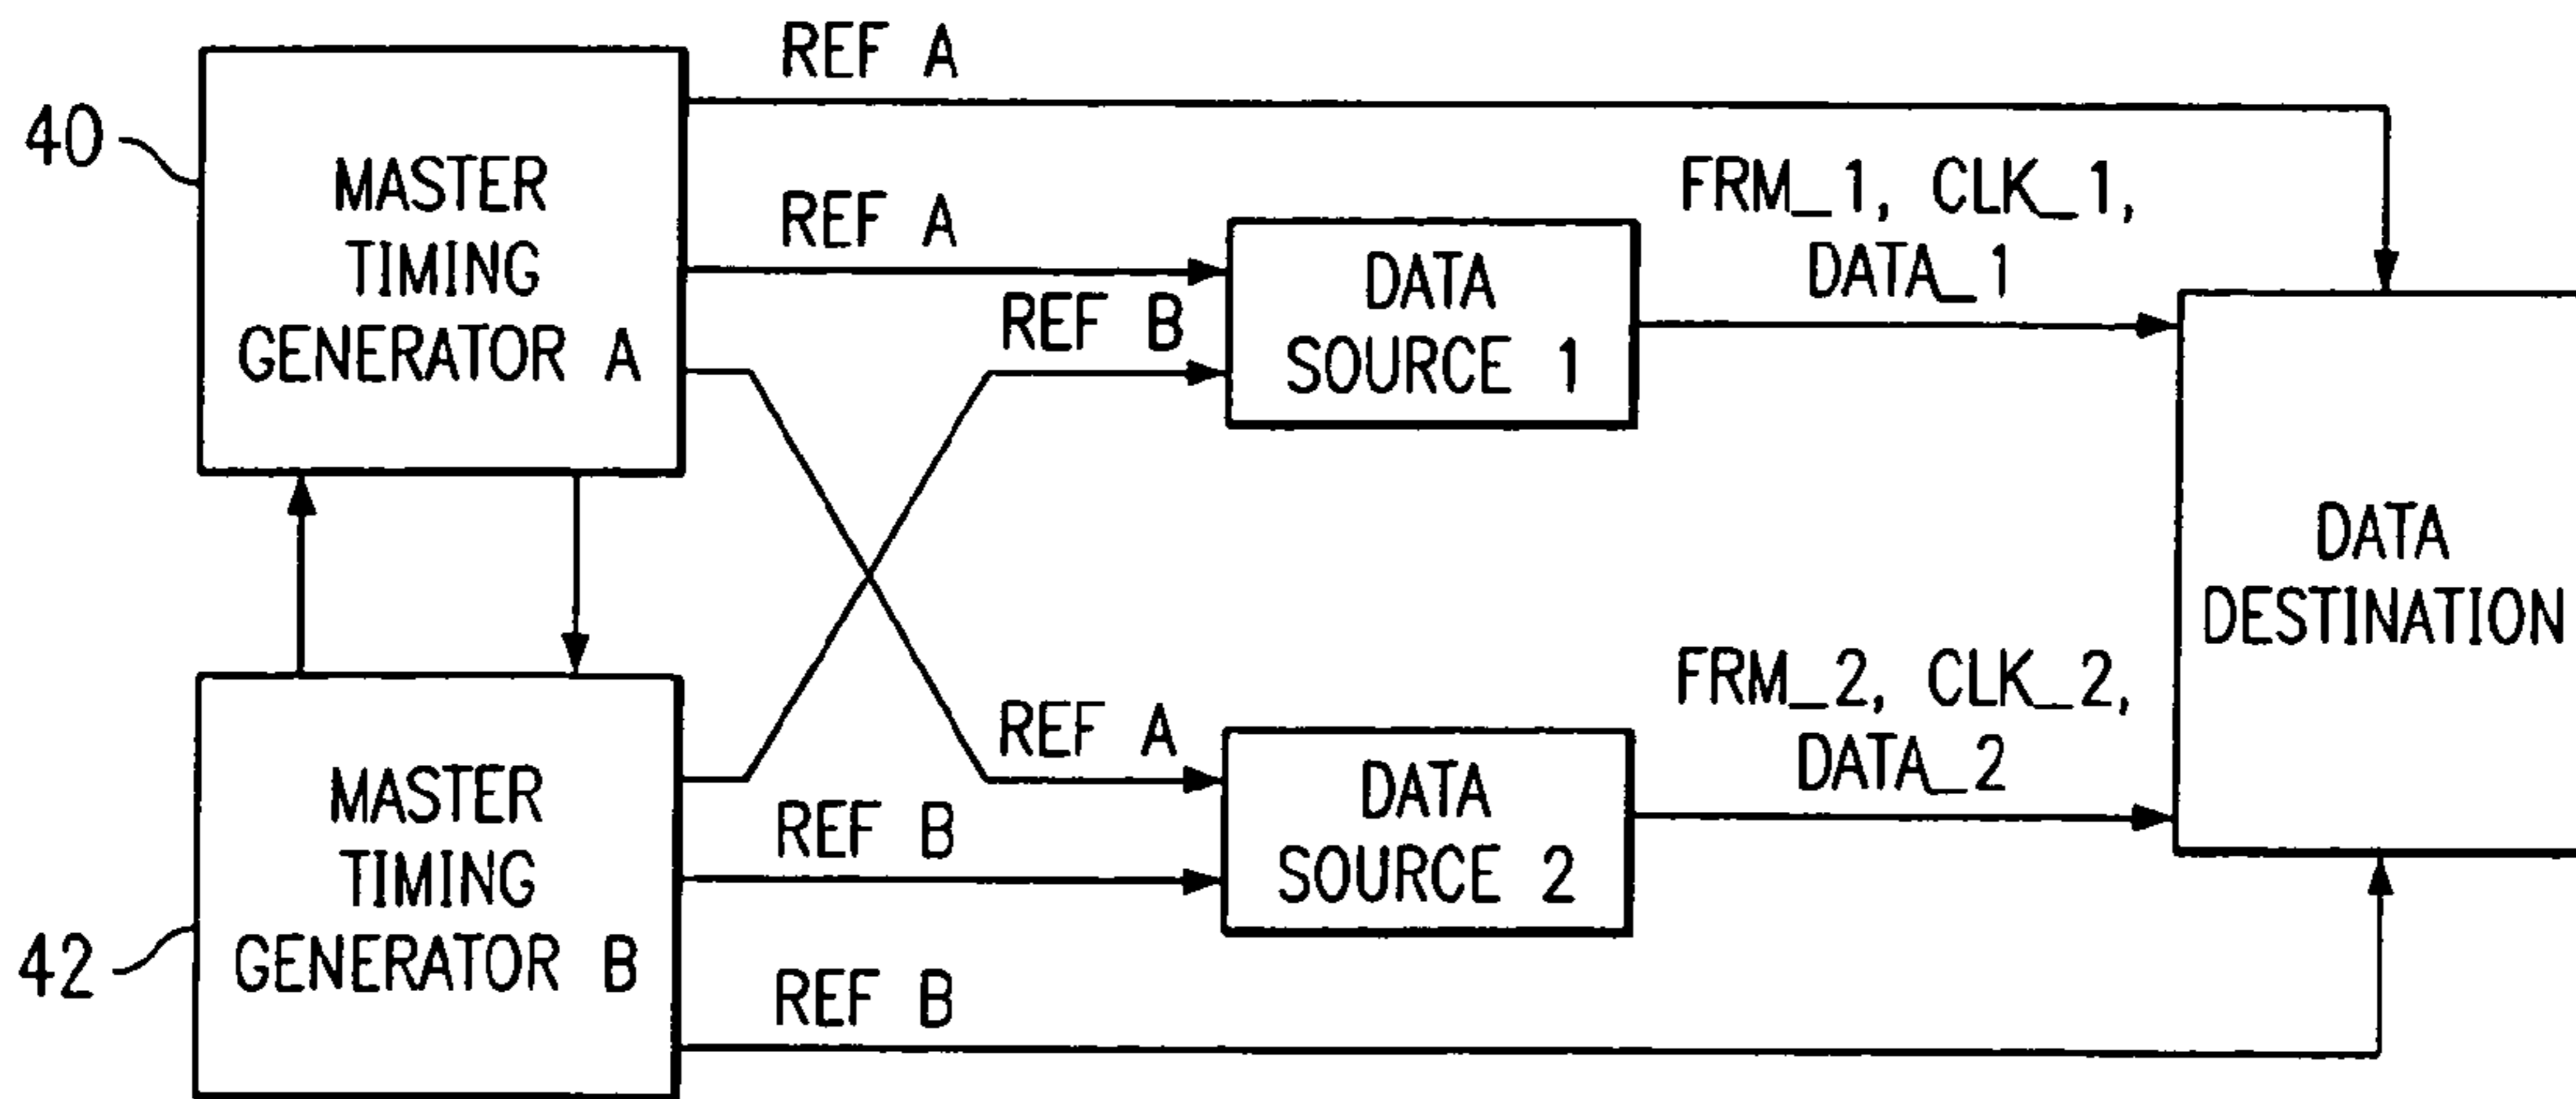 REF A
40
MASTER
TIMING
GENERATOR A
REF A
REF B
DATA
SOURCE 1
FRM_1, CLK_1,
DATA_1
DATA
DESTINATION
42
MASTER
TIMING
GENERATOR B
REF A
REF B
DATA
SOURCE 2
FRM_2, CLK_2,
DATA_2
REF B